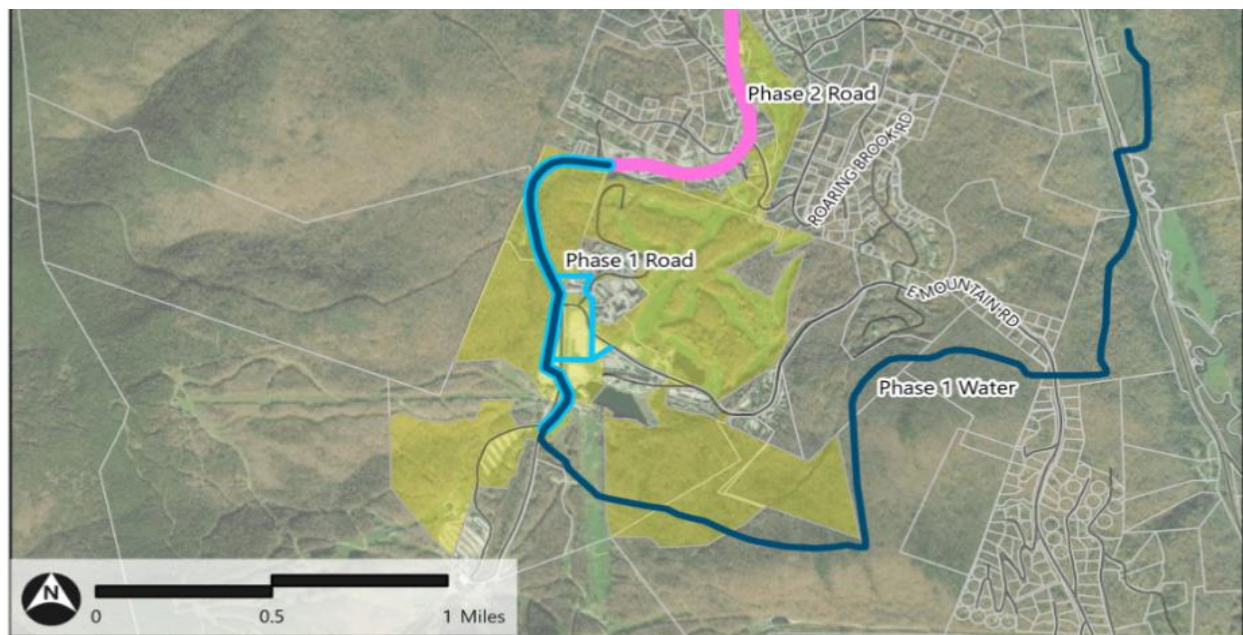 Phase 2 Road
ROARING BROOK RD
Phase 1 Road
E MOUNTAIN RD
Phase 1 Water
N
0 0.5 1 Miles